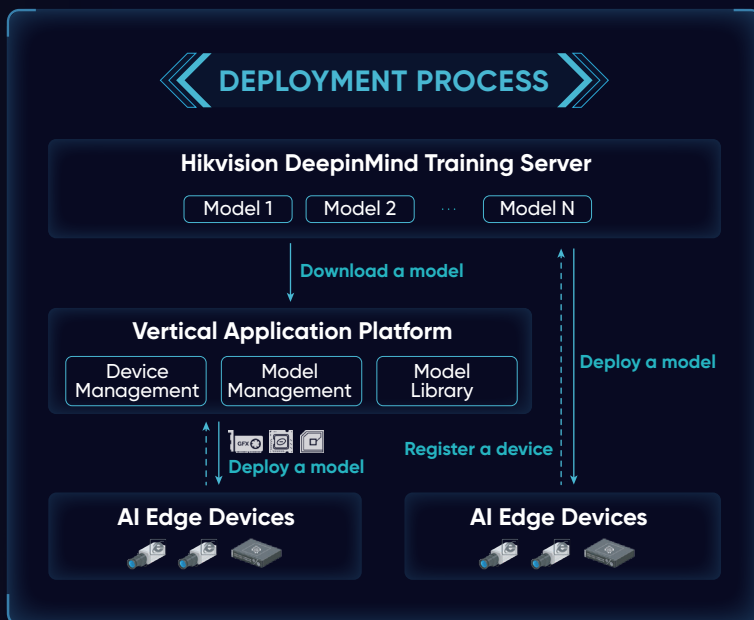 DEPLOYMENT PROCESS
Hikvision DeepinMind Training Server
Model 1
Model 2
...
Model N
Download a model
Vertical Application Platform
Device
Management
Model
Management
Model
Library
Deploy a model
GFX
Deploy a model
Register a device
AI Edge Devices
AI Edge Devices